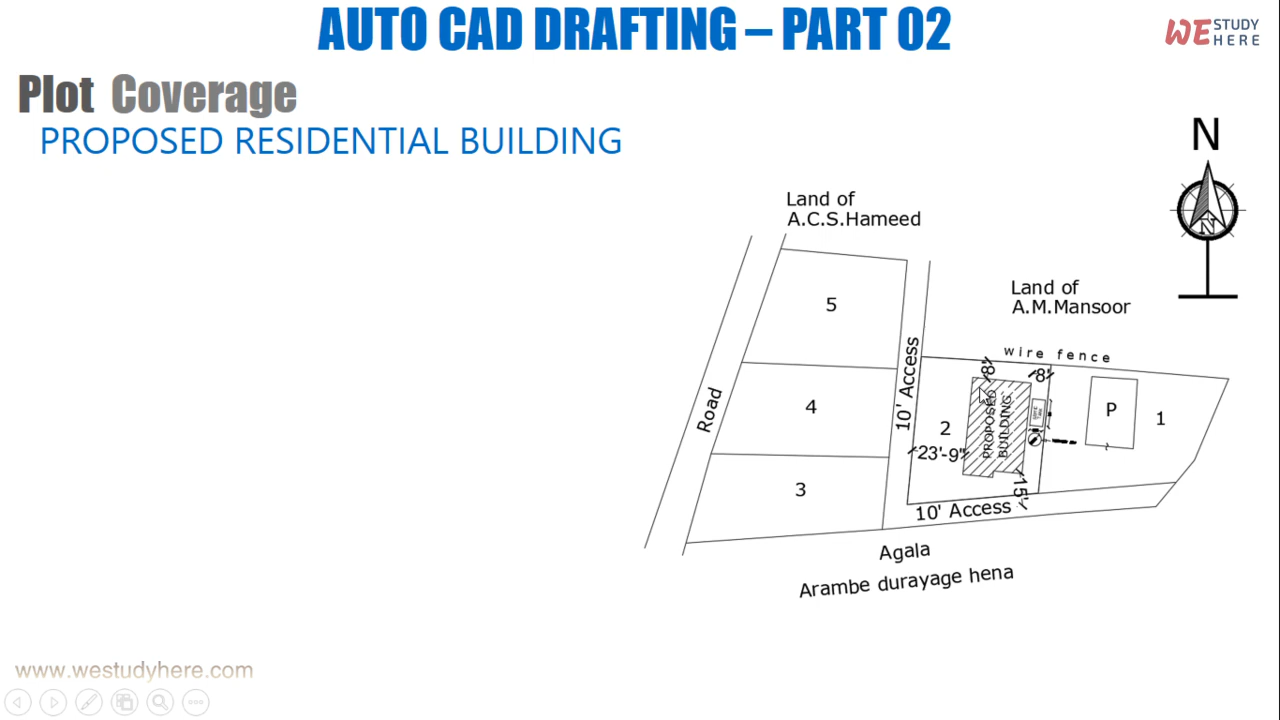 AUTO CAD DRAFTING – PART 02
WE STUDY HERE
Plot Coverage
PROPOSED RESIDENTIAL BUILDING
N
N
Land of
A.C.S.Hameed
Land of
A.M.Mansoor
wire fence
5
4
3
2
1
P
Road
10' Access
8'
8'
PROPOSED
BUILDING
23'-9"
15'
10' Access
Agala
Arambe durayage hena
www.westudyhere.com